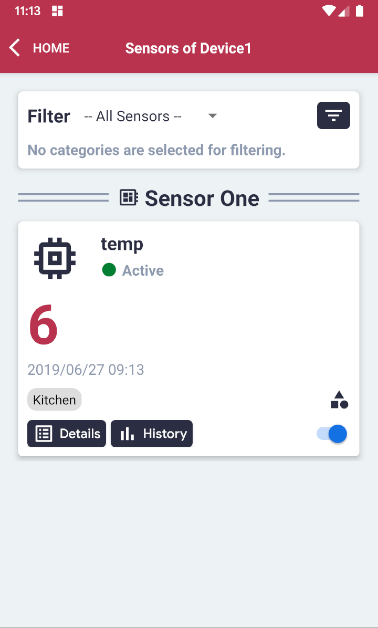 11:13
HOME
Sensors of Device1
Filter
-- All Sensors --
No categories are selected for filtering.
Sensor One
temp
Active
6
2019/06/27 09:13
Kitchen
Details
History